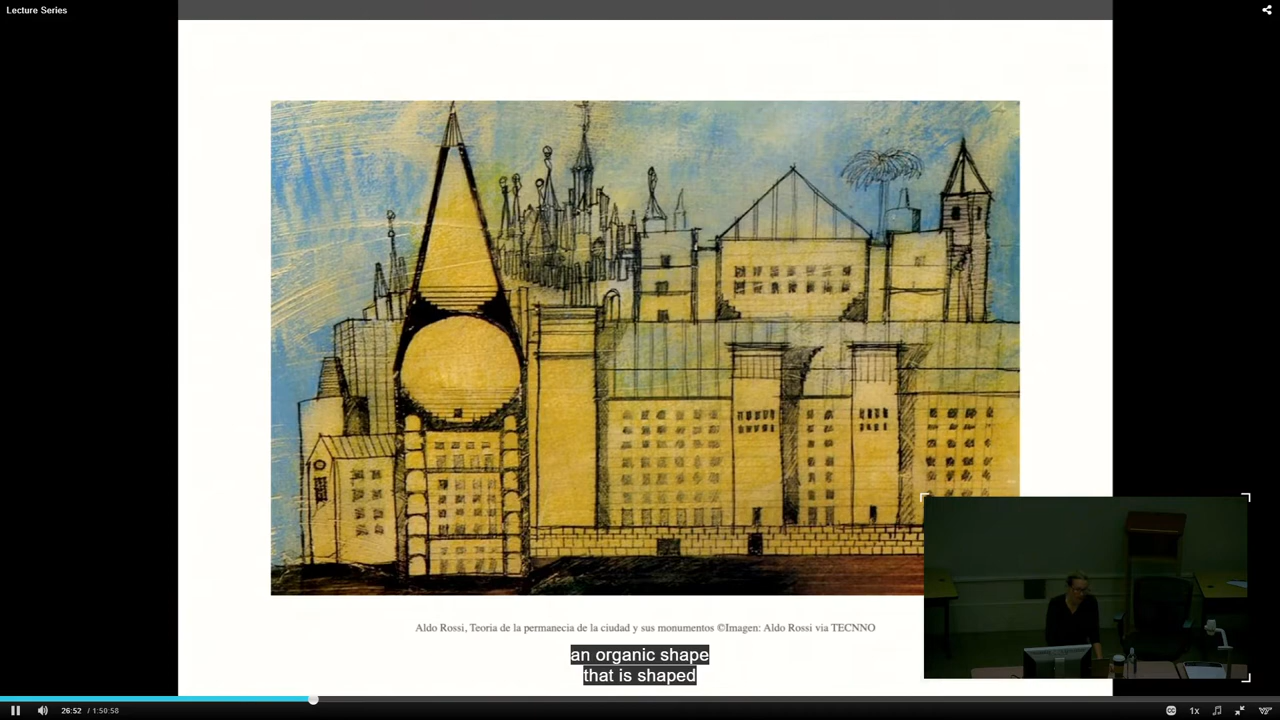 Lecture Series
Aldo Rossi, Teoria de la permanecia de la ciudad y sus monumentos ©Imagen: Aldo Rossi via TECNNO
an organic shape
that is shaped
26:52 / 1:50:58
CC
1x